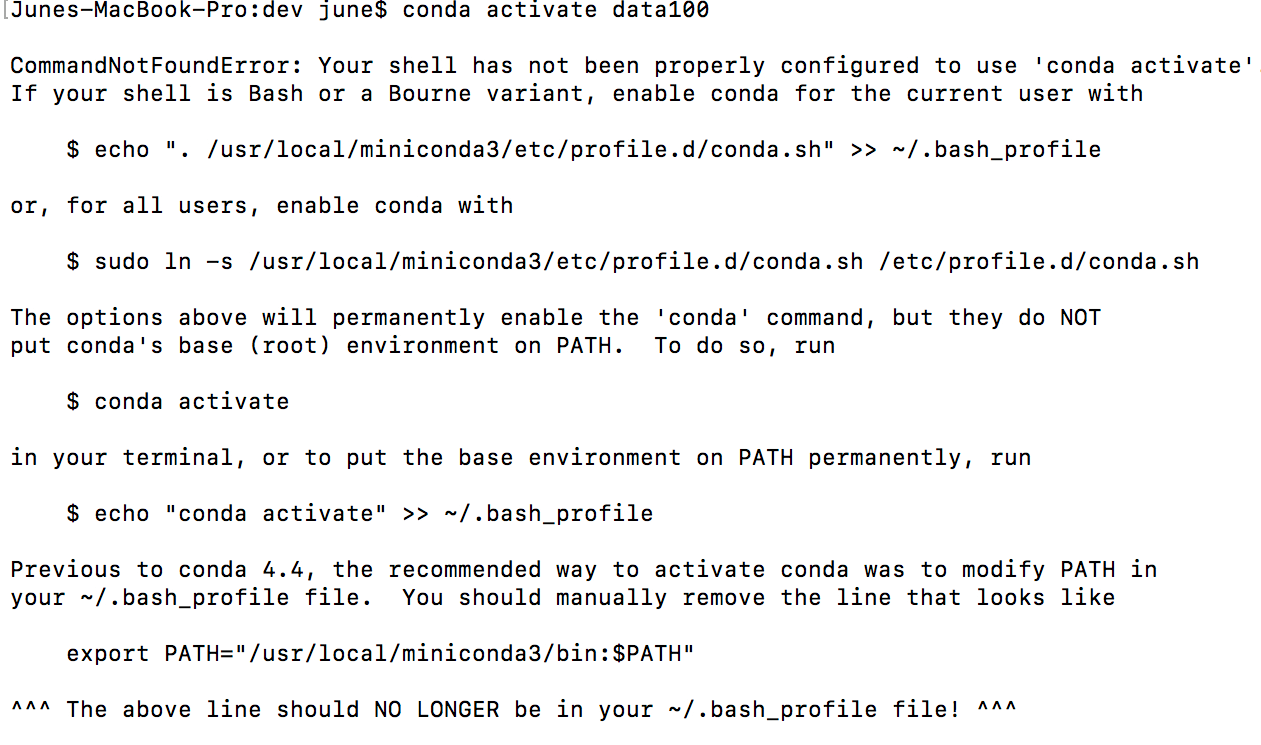 [Junes-MacBook-Pro:dev june$ conda activate data100
CommandNotFoundError: Your shell has not been properly configured to use 'conda activate'.
If your shell is Bash or a Bourne variant, enable conda for the current user with
$ echo ". /usr/local/miniconda3/etc/profile.d/conda.sh" >> ~/.bash_profile
or, for all users, enable conda with
$ sudo ln -s /usr/local/miniconda3/etc/profile.d/conda.sh /etc/profile.d/conda.sh
The options above will permanently enable the 'conda' command, but they do NOT
put conda's base (root) environment on PATH.  To do so, run
$ conda activate
in your terminal, or to put the base environment on PATH permanently, run
$ echo "conda activate" >> ~/.bash_profile
Previous to conda 4.4, the recommended way to activate conda was to modify PATH in
your ~/.bash_profile file.  You should manually remove the line that looks like
export PATH="/usr/local/miniconda3/bin:$PATH"
^^^ The above line should NO LONGER be in your ~/.bash_profile file! ^^^